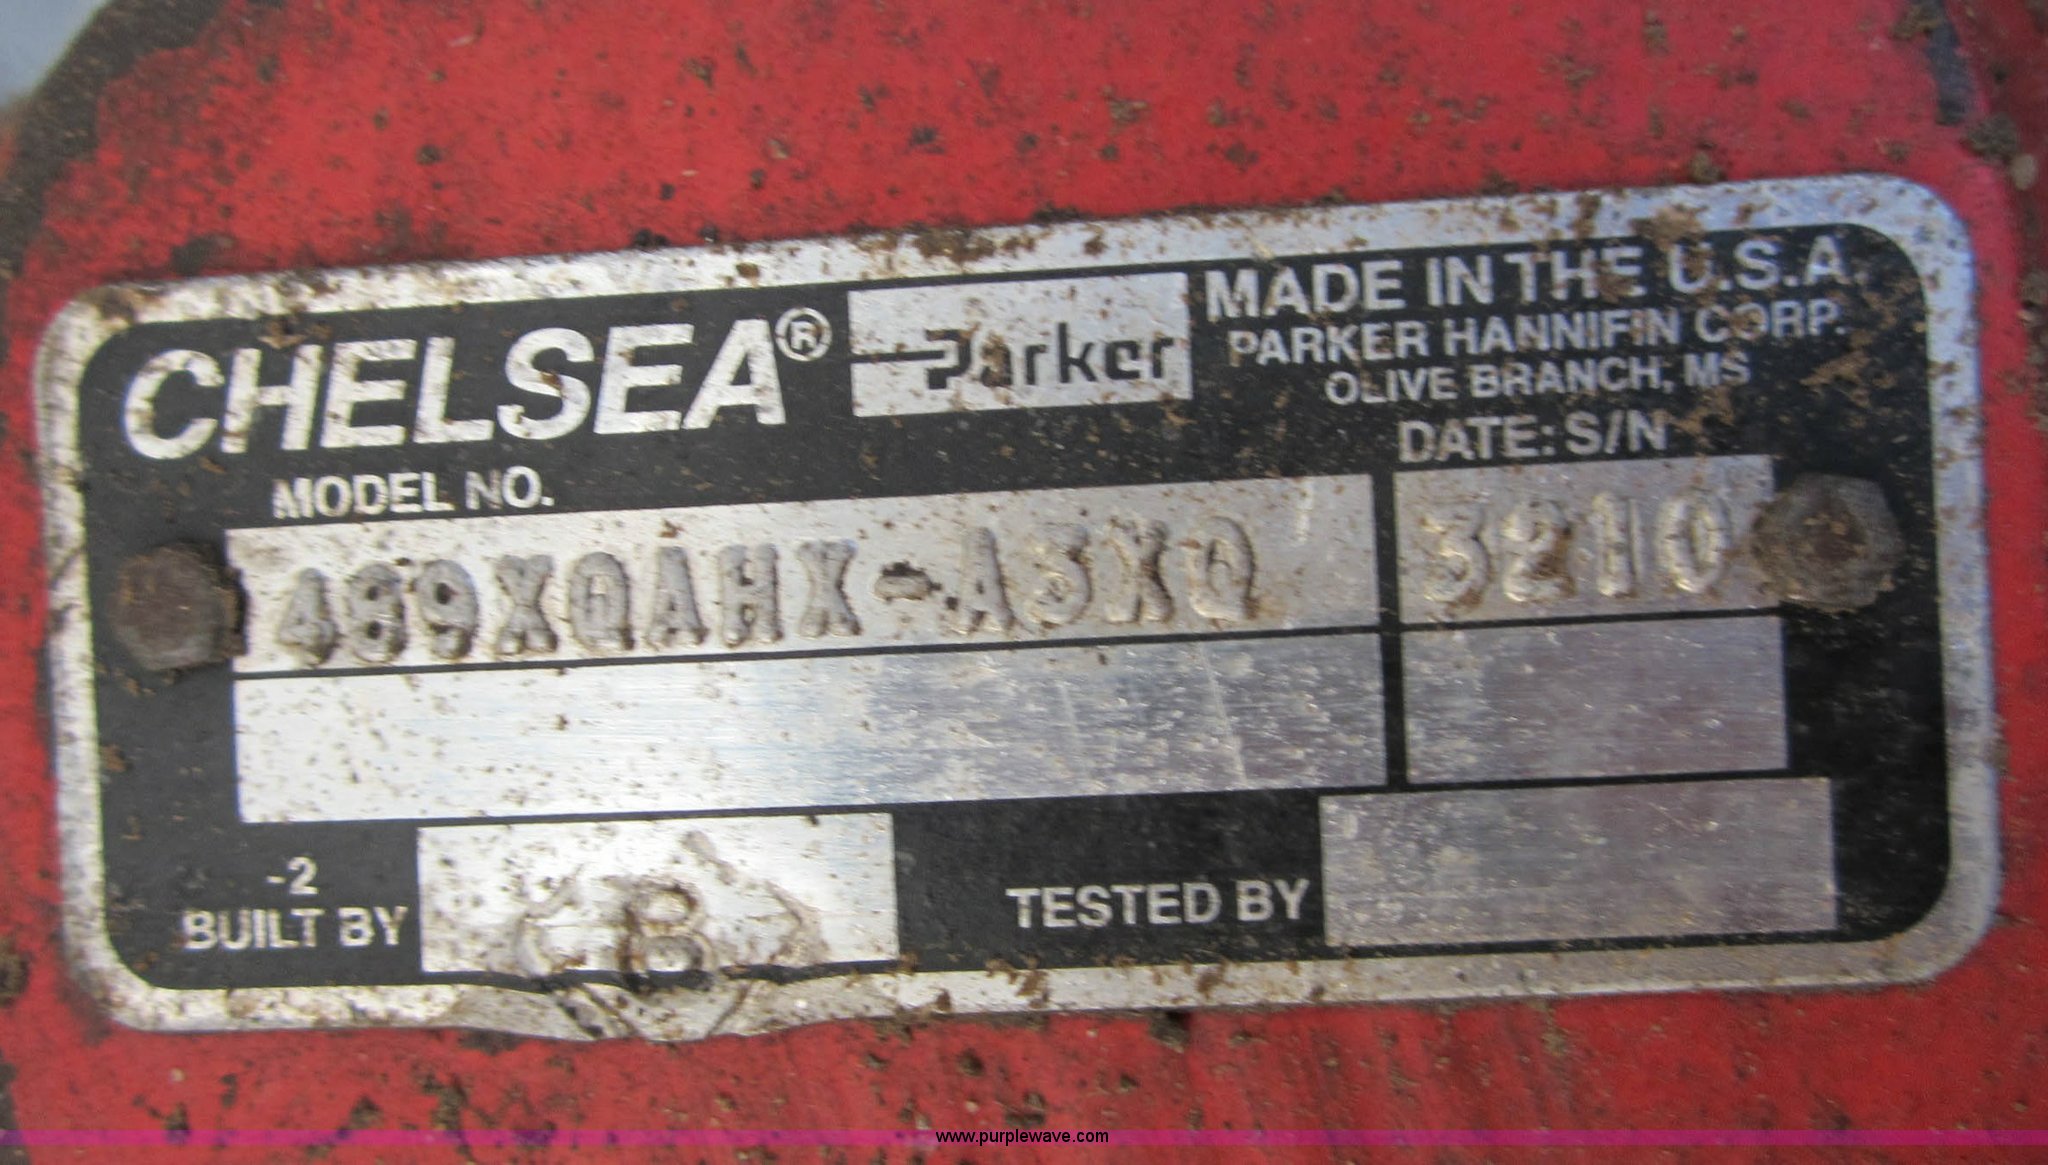 CHELSEA® Parker MADE IN THE U.S.A.
PARKER HANNIFIN CORP.
OLIVE BRANCH, MS
MODEL NO. DATE: S/N
489XQAHX-A3XQ 3210
-2
BUILT BY B TESTED BY
www.purplewave.com